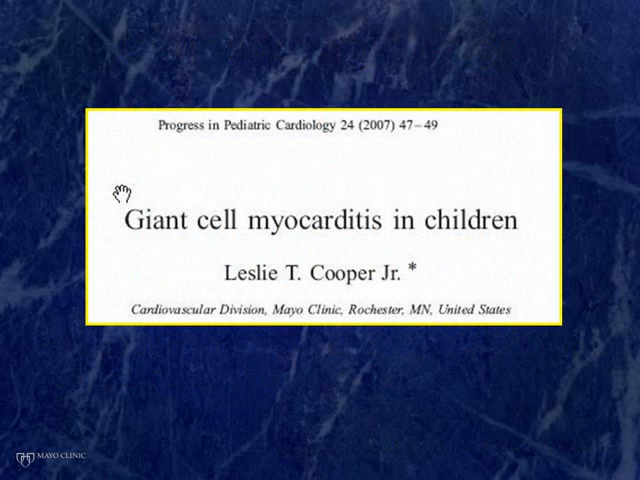 Progress in Pediatric Cardiology 24 (2007) 47–49
Giant cell myocarditis in children
Leslie T. Cooper Jr. *
Cardiovascular Division, Mayo Clinic, Rochester, MN, United States
MAYO CLINIC